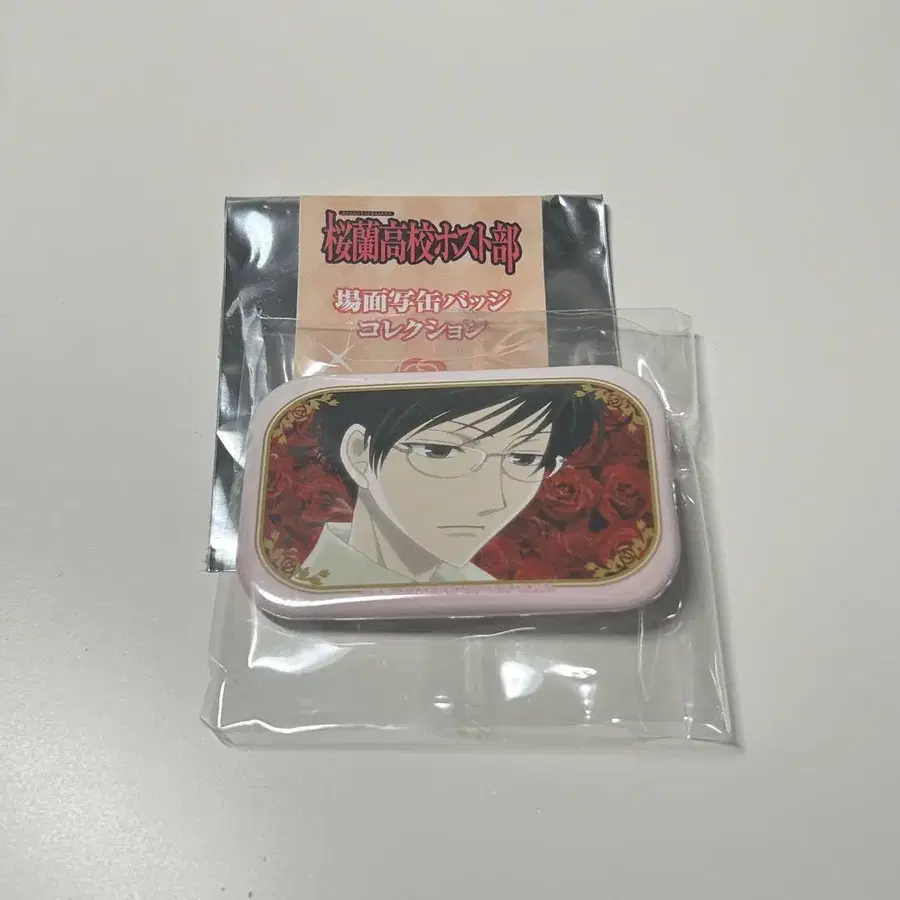 桜蘭高校ホスト部
場面写缶バッジ
コレクション